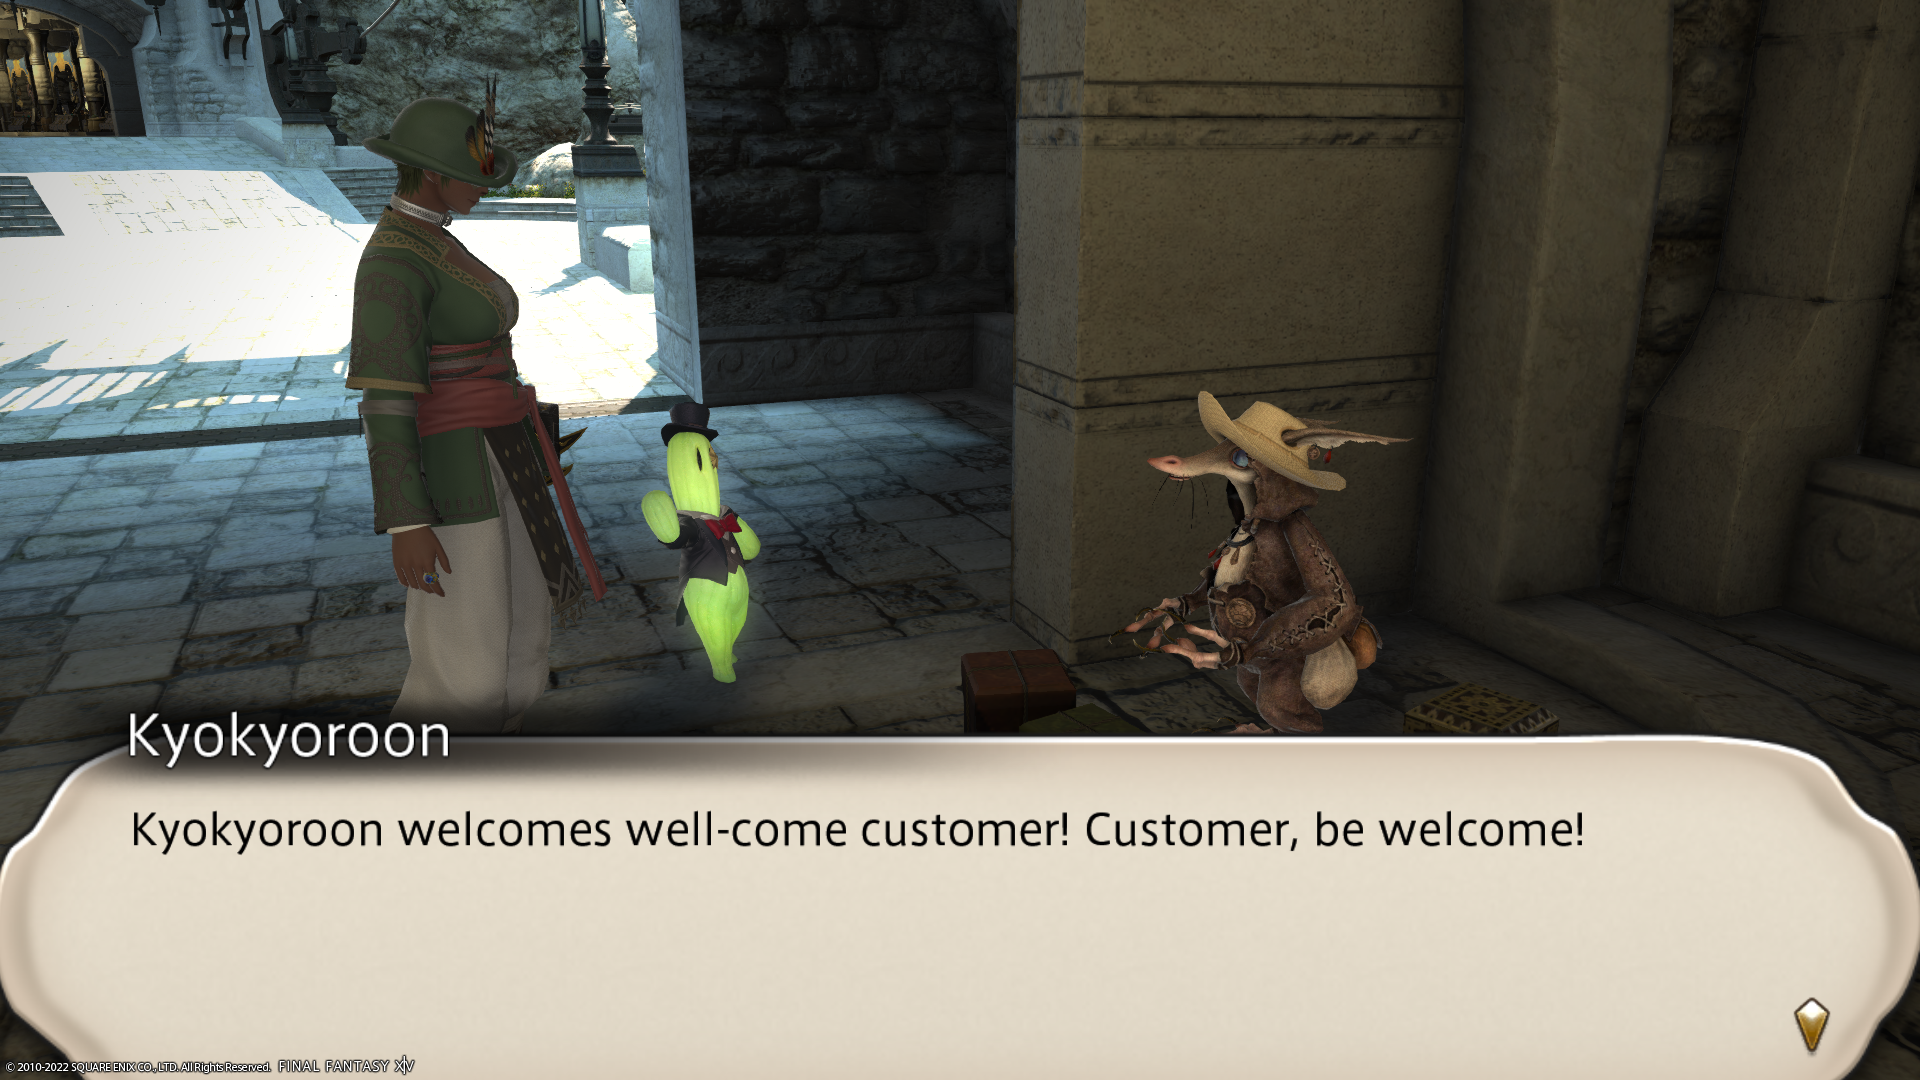 Kyokyoroon
Kyokyoroon welcomes well-come customer! Customer, be welcome!
© 2010-2022 SQUARE ENIX CO., LTD. All Rights Reserved. FINAL FANTASY XIV